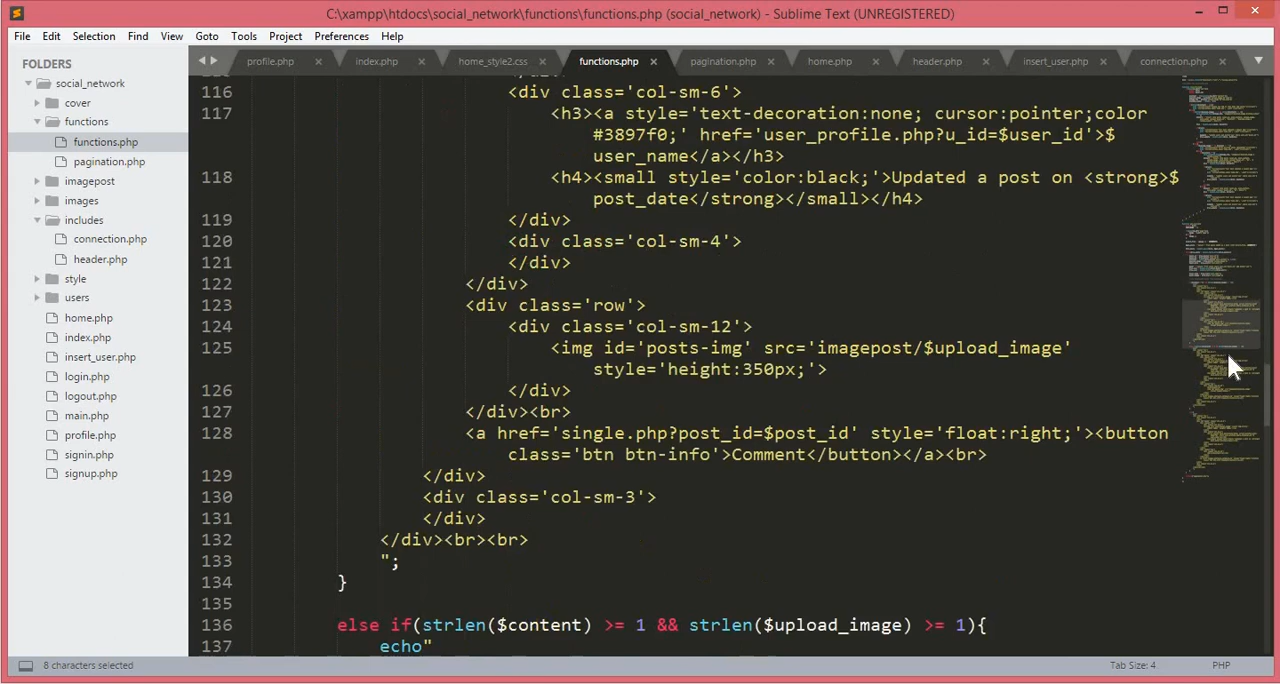 C:\xampp\htdocs\social_network\functions\functions.php (social_network) - Sublime Text (UNREGISTERED)
File Edit Selection Find View Goto Tools Project Preferences Help
FOLDERS
social_network
cover
functions
functions.php
pagination.php
imagepost
images
includes
connection.php
header.php
style
users
home.php
index.php
insert_user.php
login.php
logout.php
main.php
profile.php
signin.php
signup.php
profile.php index.php home_style2.css functions.php pagination.php home.php header.php insert_user.php connection.php
116 <div class='col-sm-6'>
117 <h3><a style='text-decoration:none; cursor:pointer;color
#3897f0;' href='user_profile.php?u_id=$user_id'>$
user_name</a></h3>
118 <h4><small style='color:black;'>Updated a post on <strong>$
post_date</strong></small></h4>
119 </div>
120 <div class='col-sm-4'>
121 </div>
122 </div>
123 <div class='row'>
124 <div class='col-sm-12'>
125 <img id='posts-img' src='imagepost/$upload_image'
style='height:350px;'>
126 </div>
127 </div><br>
128 <a href='single.php?post_id=$post_id' style='float:right;'><button
class='btn btn-info'>Comment</button></a><br>
129 </div>
130 <div class='col-sm-3'>
131 </div>
132 </div><br><br>
133 ";
134 }
135
136 else if(strlen($content) >= 1 && strlen($upload_image) >= 1){
137 echo"
8 characters selected
Tab Size: 4 PHP